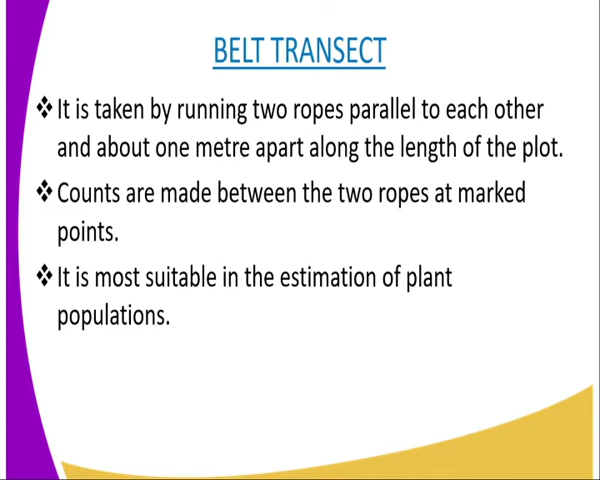 BELT TRANSECT
❖ It is taken by running two ropes parallel to each other
and about one metre apart along the length of the plot.
❖ Counts are made between the two ropes at marked
points.
❖ It is most suitable in the estimation of plant
populations.